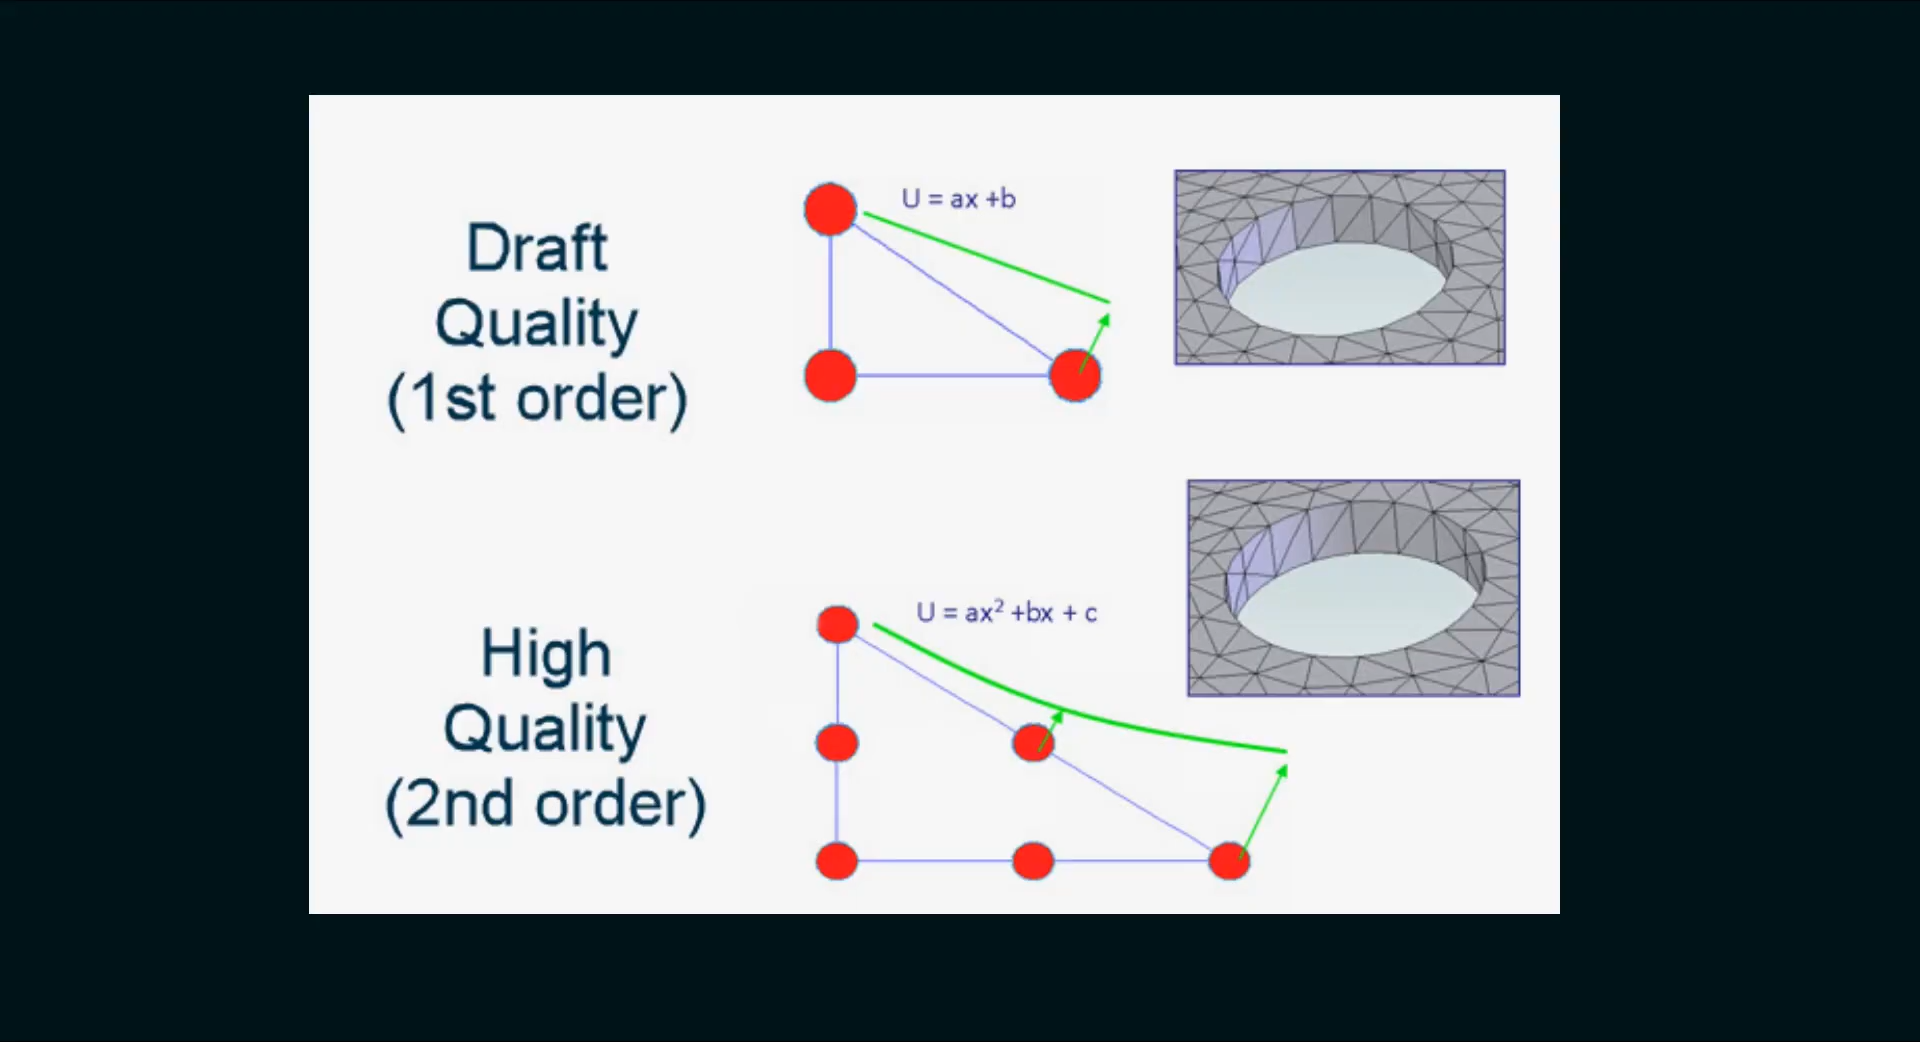 Draft
Quality
(1st order)
U = ax +b
High
Quality
(2nd order)
U = ax² +bx + c